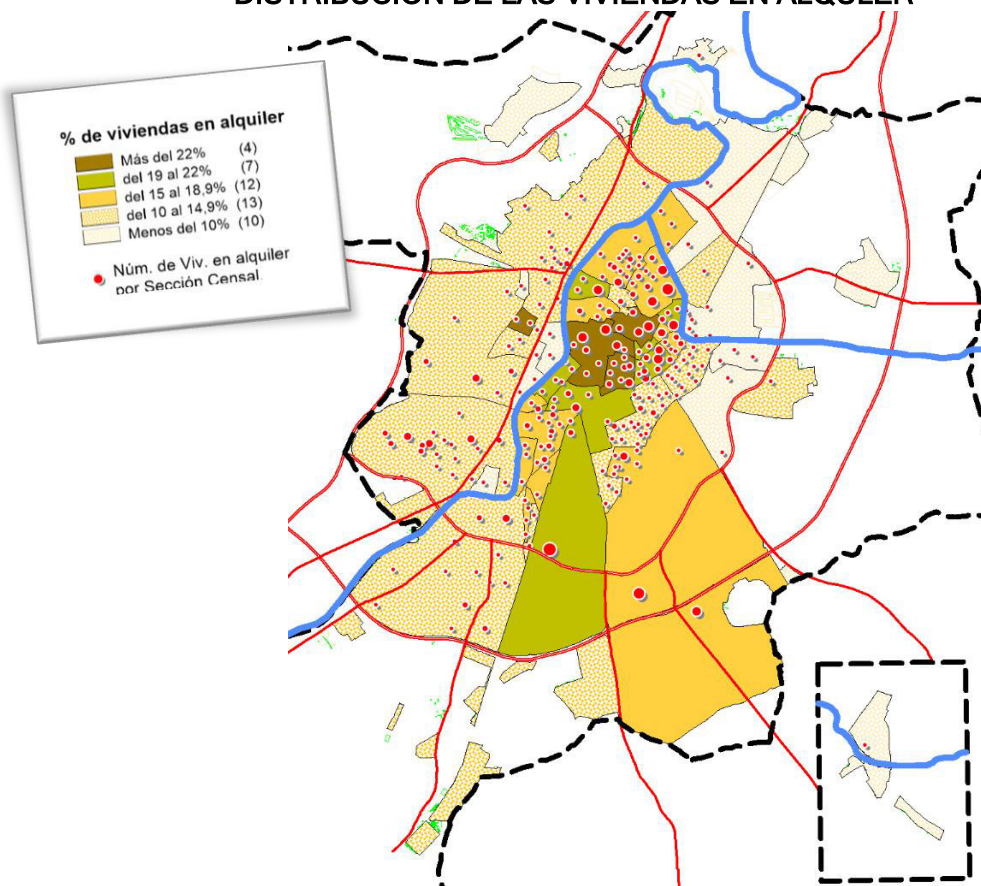 DISTRIBUCIÓN DE LAS VIVIENDAS EN ALQUILER
% de viviendas en alquiler
Más del 22% (4)
del 19 al 22% (7)
del 15 al 18,9% (12)
del 10 al 14,9% (13)
Menos del 10% (10)
Núm. de Viv. en alquiler
por Sección Censal.